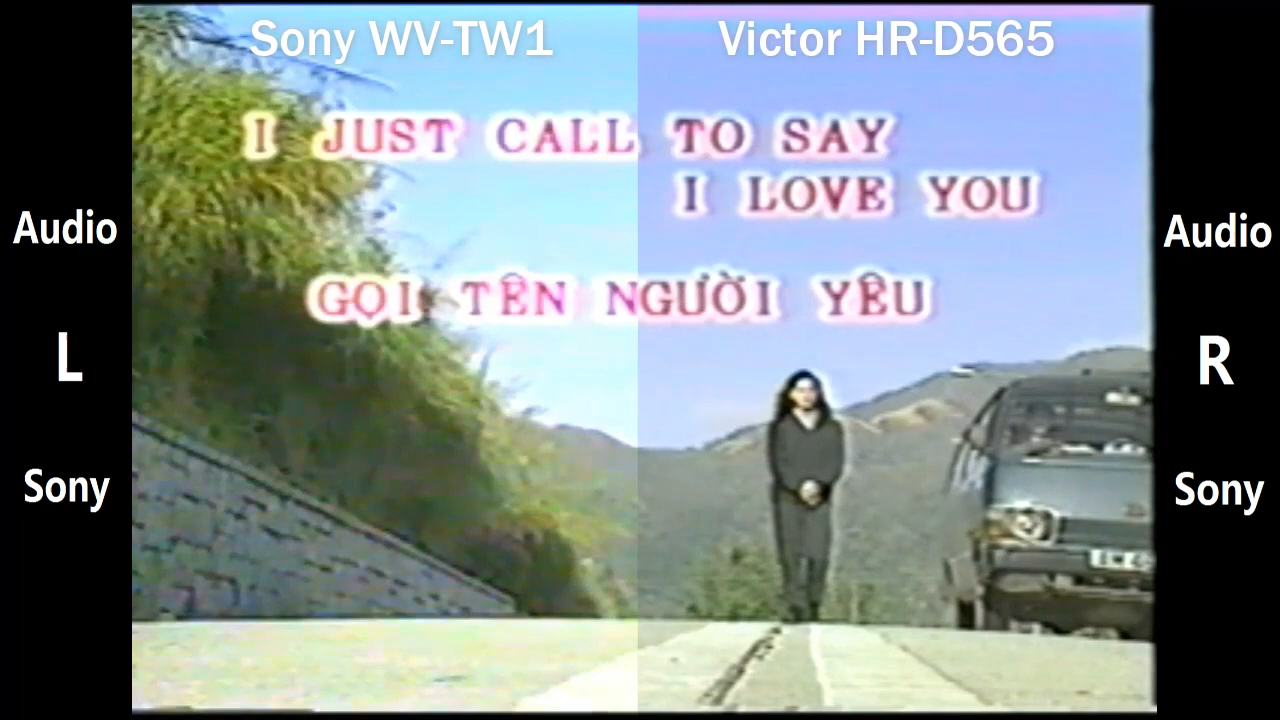 Sony WV-TW1
Victor HR-D565
I JUST CALL TO SAY
I LOVE YOU
GỌI TÊN NGƯỜI YÊU
Audio
L
Sony
Audio
R
Sony